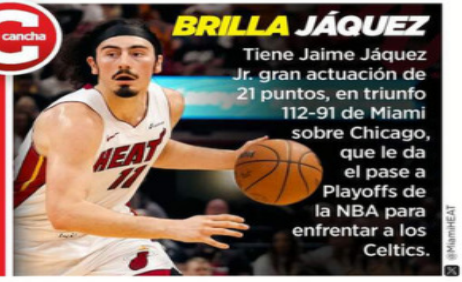 cancha
BRILLA JÁQUEZ
Tiene Jaime Jáquez
Jr. gran actuación de
21 puntos, en triunfo
112-91 de Miami
sobre Chicago,
que le da
el pase a
Playoffs de
la NBA para
enfrentar a los
Celtics.
HEAT
11
@MiamiHEAT